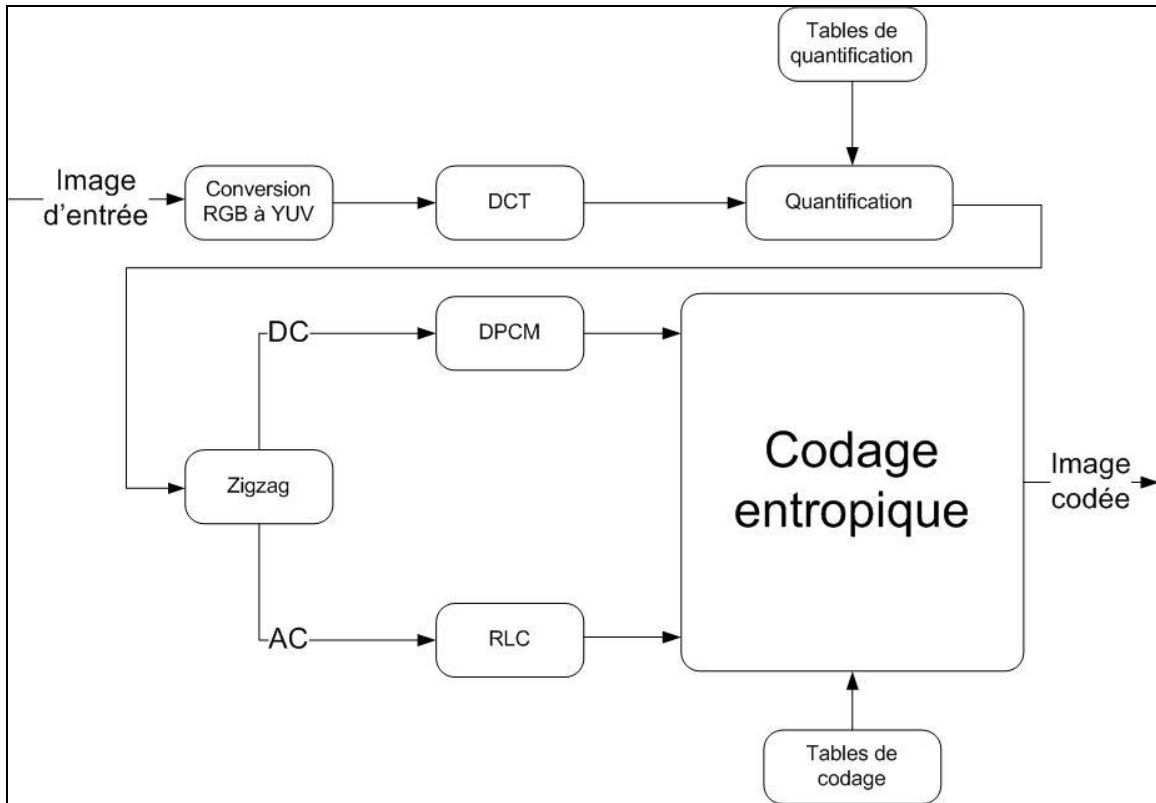 Tables de
quantification
Image
d'entrée
Conversion
RGB à YUV
DCT
Quantification
DC
DPCM
Zigzag
Codage
entropique
Image
codée
AC
RLC
Tables de
codage